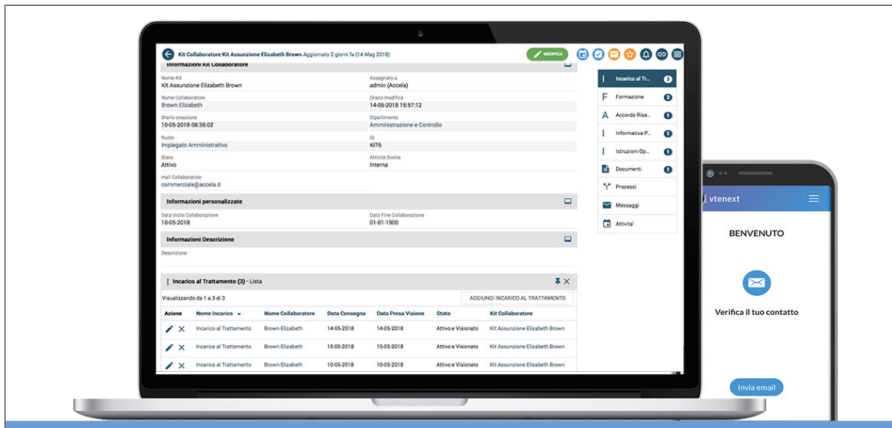 Kit Collaboratore Kit Assunzione Elizabeth Brown Aggiornato 2 giorni fa (14 Mag 2018)
MODIFICA
Informazioni Kit Collaboratore
Nome Kit
Kit Assunzione Elizabeth Brown
Assegnato a
admin (Accela)
Nome Collaboratore
Brown Elizabeth
Orario modifica
14-05-2018 15:57:12
Orario creazione
10-05-2018 08:38:02
Dipartimento
Amministrazione e Controllo
Ruolo
Impiegato Amministrativo
ID
KIT6
Stato
Attivo
Attività Svolta
Interna
mail Collaboratore
commerciale@accela.it
Informazioni personalizzate
Data Inizio Collaborazione
10-05-2018
Data Fine Collaborazione
01-01-1900
Informazioni Descrizione
Descrizione
Incarico al Trattamento (3) - Lista
Visualizzando da 1 a 3 di 3
AGGIUNGI INCARICO AL TRATTAMENTO
Azione Nome Incarico Nome Collaboratore Data Consegna Data Presa Visione Stato Kit Collaboratore
Incarico al Trattamento Brown Elizabeth 14-05-2018 14-05-2018 Attivo e Visionato Kit Assunzione Elizabeth Brown
Incarico al Trattamento Brown Elizabeth 15-05-2018 15-05-2018 Attivo e Visionato Kit Assunzione Elizabeth Brown
Incarico al Trattamento Brown Elizabeth 10-05-2018 10-05-2018 Attivo e Visionato Kit Assunzione Elizabeth Brown
I Incarico al Tr.. 3
F Formazione 3
A Accordo Rise..
I Informativa P..
I Istruzioni Op..
Documenti
Processi
Messaggi
Attivita'
vtenext
BENVENUTO
Verifica il tuo contatto
Invia email